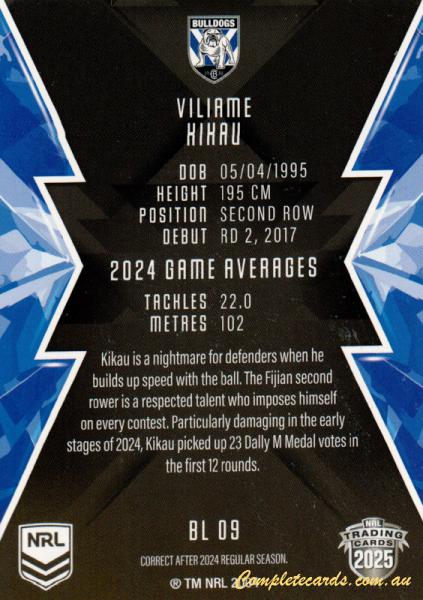 BULLDOGS
VILIAME
KIKAU
DOB 05/04/1995
HEIGHT 195 CM
POSITION SECOND ROW
DEBUT RD 2, 2017
2024 GAME AVERAGES
TACKLES 22.0
METRES 102
Kikau is a nightmare for defenders when he
builds up speed with the ball. The Fijian second
rower is a respected talent who imposes himself
on every contest. Particularly damaging in the early
stages of 2024, Kikau picked up 23 Dally M Medal votes in
the first 12 rounds.
NRL
BL 09
NRL
TRADING
CARDS
2025
CORRECT AFTER 2024 REGULAR SEASON.
® TM NRL
Completecards.com.au